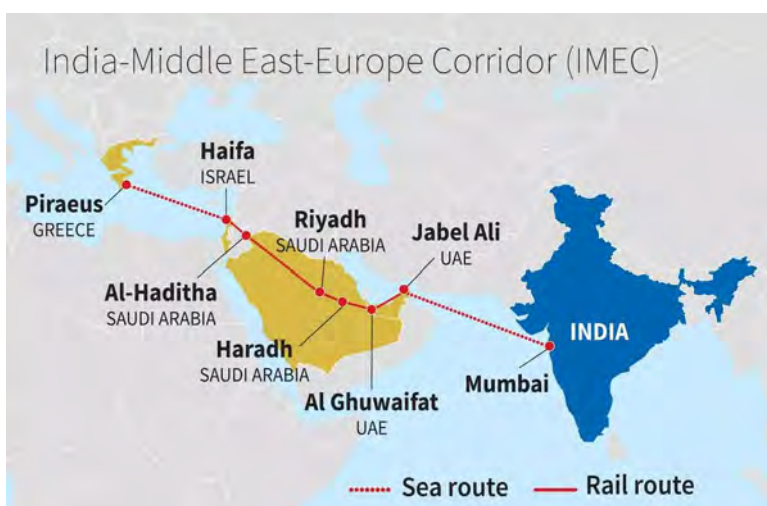 India-Middle East-Europe Corridor (IMEC)
Haifa
ISRAEL
Piraeus
GREECE
Riyadh
SAUDI ARABIA
Jabel Ali
UAE
Al-Haditha
SAUDI ARABIA
INDIA
Haradh
SAUDI ARABIA
Mumbai
Al Ghuwaifat
UAE
Sea route
Rail route